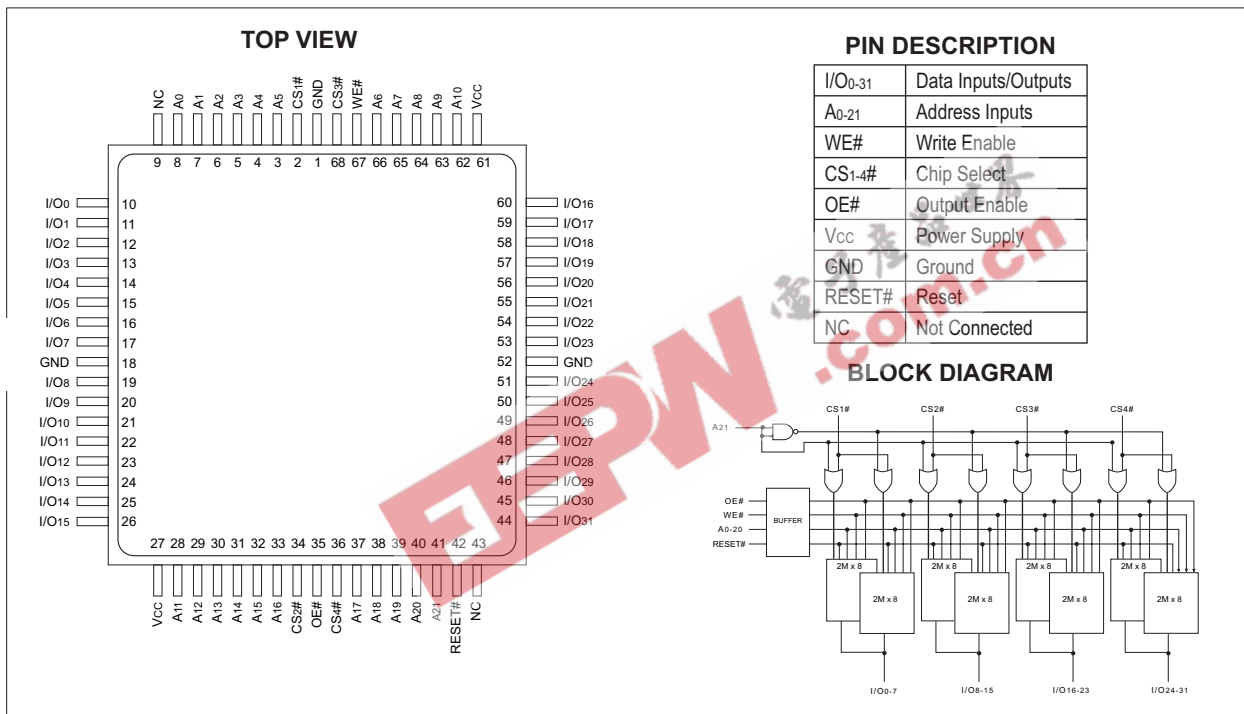 TOP VIEW
NC A0 A1 A2 A3 A4 A5 CS1# GND CS3# WE# A6 A7 A8 A9 A10 VCC
9 8 7 6 5 4 3 2 1 68 67 66 65 64 63 62 61
I/O0 10 60 I/O16
I/O1 11 59 I/O17
I/O2 12 58 I/O18
I/O3 13 57 I/O19
I/O4 14 56 I/O20
I/O5 15 55 I/O21
I/O6 16 54 I/O22
I/O7 17 53 I/O23
GND 18 52 GND
I/O8 19 51 I/O24
I/O9 20 50 I/O25
I/O10 21 49 I/O26
I/O11 22 48 I/O27
I/O12 23 47 I/O28
I/O13 24 46 I/O29
I/O14 25 45 I/O30
I/O15 26 44 I/O31
27 28 29 30 31 32 33 34 35 36 37 38 39 40 41 42 43
VCC A11 A12 A13 A14 A15 A16 CS2# OE# CS4# A17 A18 A19 A20 A21 RESET# NC
PIN DESCRIPTION
I/O0-31 Data Inputs/Outputs
A0-21 Address Inputs
WE# Write Enable
CS1-4# Chip Select
OE# Output Enable
VCC Power Supply
GND Ground
RESET# Reset
NC Not Connected
EEPW
電子產品世界
.com.cn
BLOCK DIAGRAM
CS1# CS2# CS3# CS4#
A21
OE#
WE#
A0-20
RESET#
BUFFER
2M x 8 2M x 8 2M x 8 2M x 8
2M x 8 2M x 8 2M x 8 2M x 8
I/O0-7 I/O8-15 I/O16-23 I/O24-31